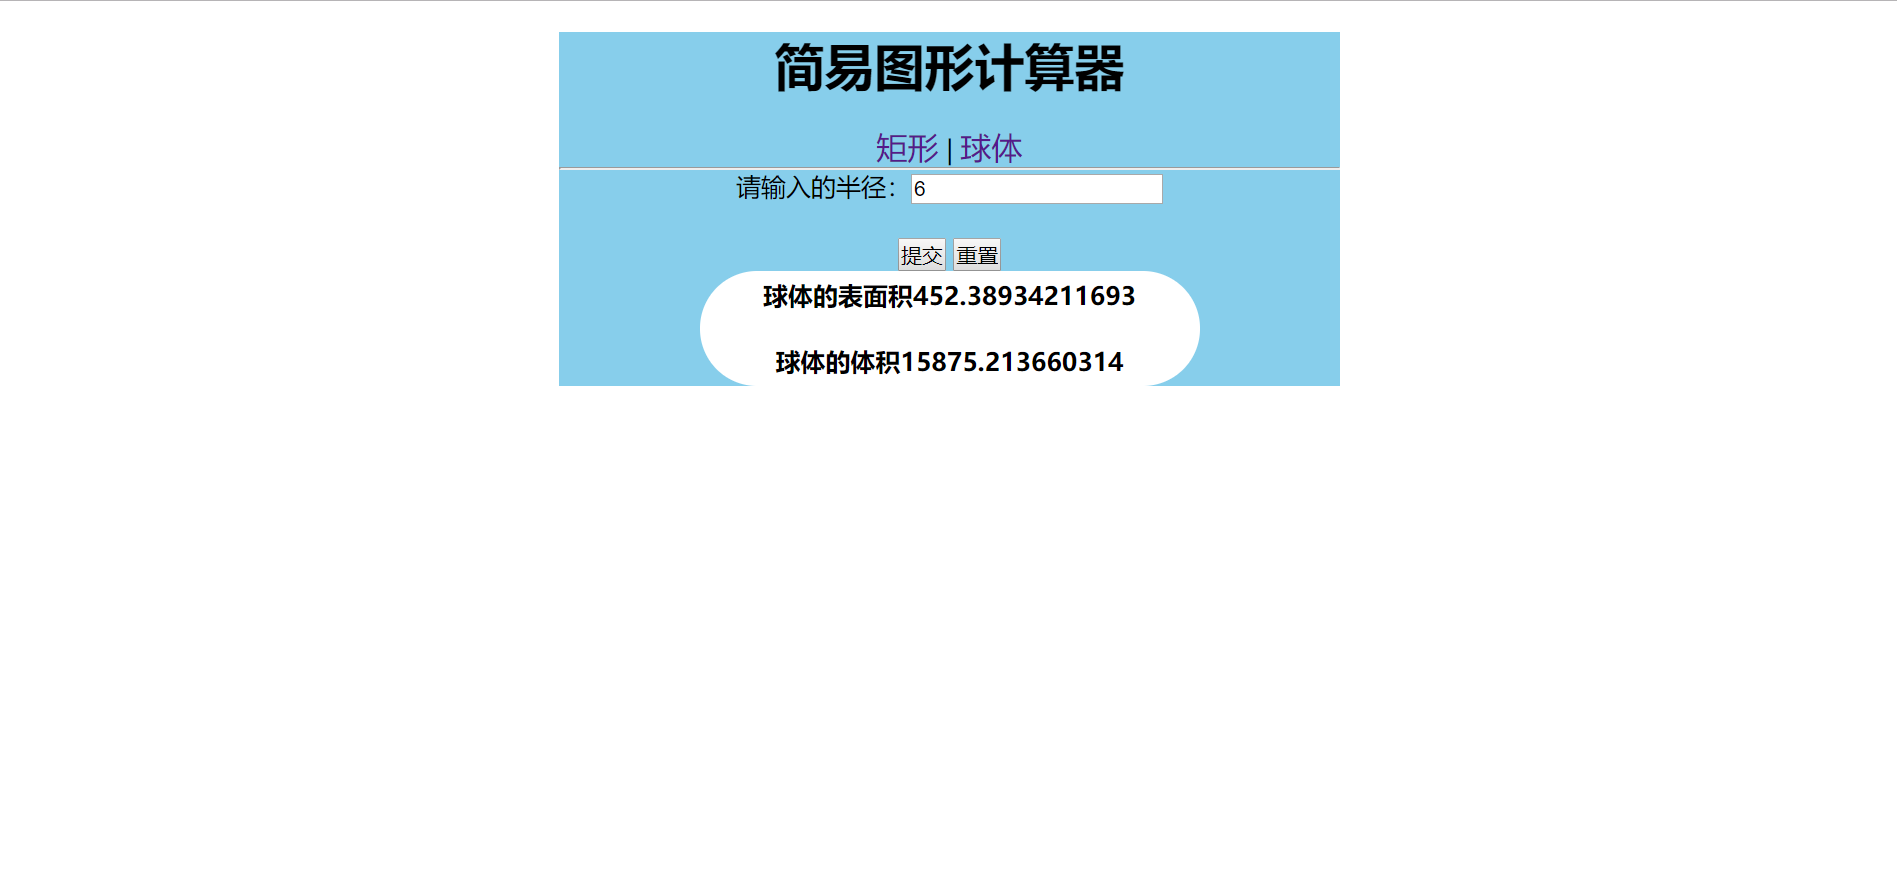 简易图形计算器
矩形 | 球体
请输入的半径：6
提交 重置
球体的表面积452.38934211693
球体的体积15875.213660314